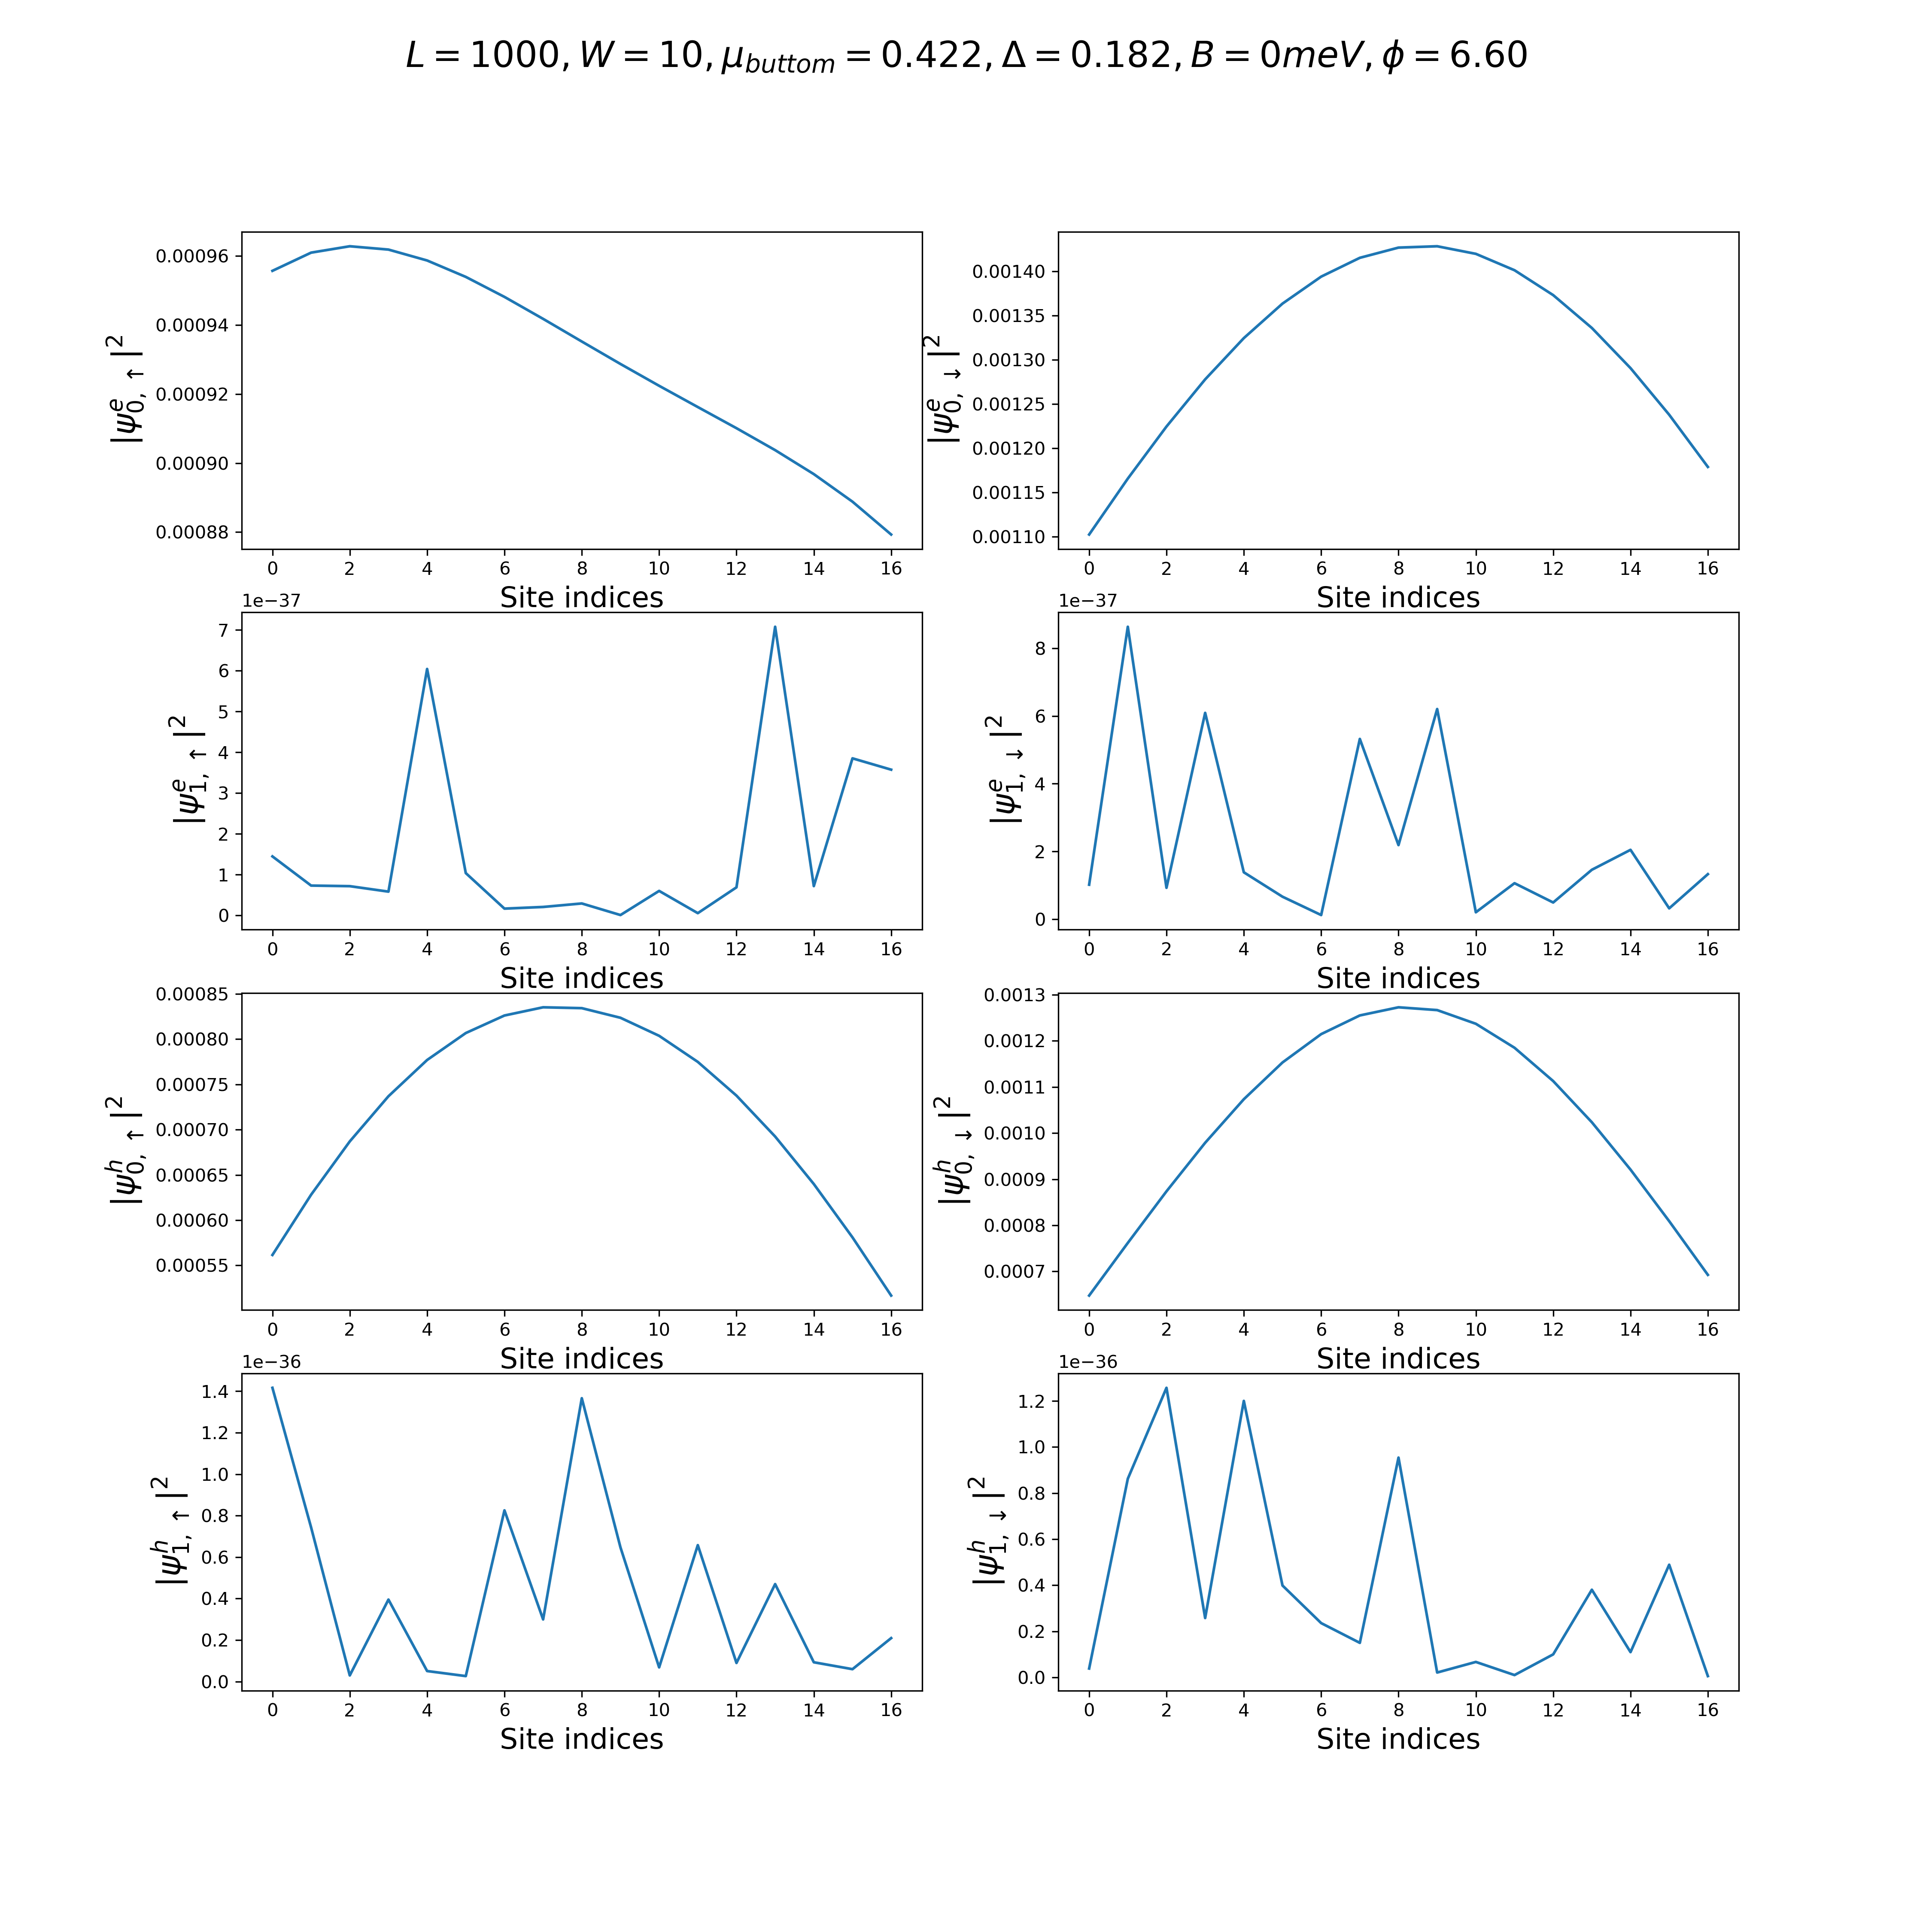 L = 1000, W = 10, μ_buttom = 0.422, Δ = 0.182, B = 0meV, ϕ = 6.60
|ψ^e_{0,↑}|^2
0.00096
0.00094
0.00092
0.00090
0.00088
0 2 4 6 8 10 12 14 16
Site indices
|ψ^e_{0,↓}|^2
0.00140
0.00135
0.00130
0.00125
0.00120
0.00115
0.00110
0 2 4 6 8 10 12 14 16
Site indices
1e−37
|ψ^e_{1,↑}|^2
7
6
5
4
3
2
1
0
0 2 4 6 8 10 12 14 16
Site indices
1e−37
|ψ^e_{1,↓}|^2
8
6
4
2
0
0 2 4 6 8 10 12 14 16
Site indices
|ψ^h_{0,↑}|^2
0.00085
0.00080
0.00075
0.00070
0.00065
0.00060
0.00055
0 2 4 6 8 10 12 14 16
Site indices
|ψ^h_{0,↓}|^2
0.0013
0.0012
0.0011
0.0010
0.0009
0.0008
0.0007
0 2 4 6 8 10 12 14 16
Site indices
1e−36
|ψ^h_{1,↑}|^2
1.4
1.2
1.0
0.8
0.6
0.4
0.2
0.0
0 2 4 6 8 10 12 14 16
Site indices
1e−36
|ψ^h_{1,↓}|^2
1.2
1.0
0.8
0.6
0.4
0.2
0.0
0 2 4 6 8 10 12 14 16
Site indices